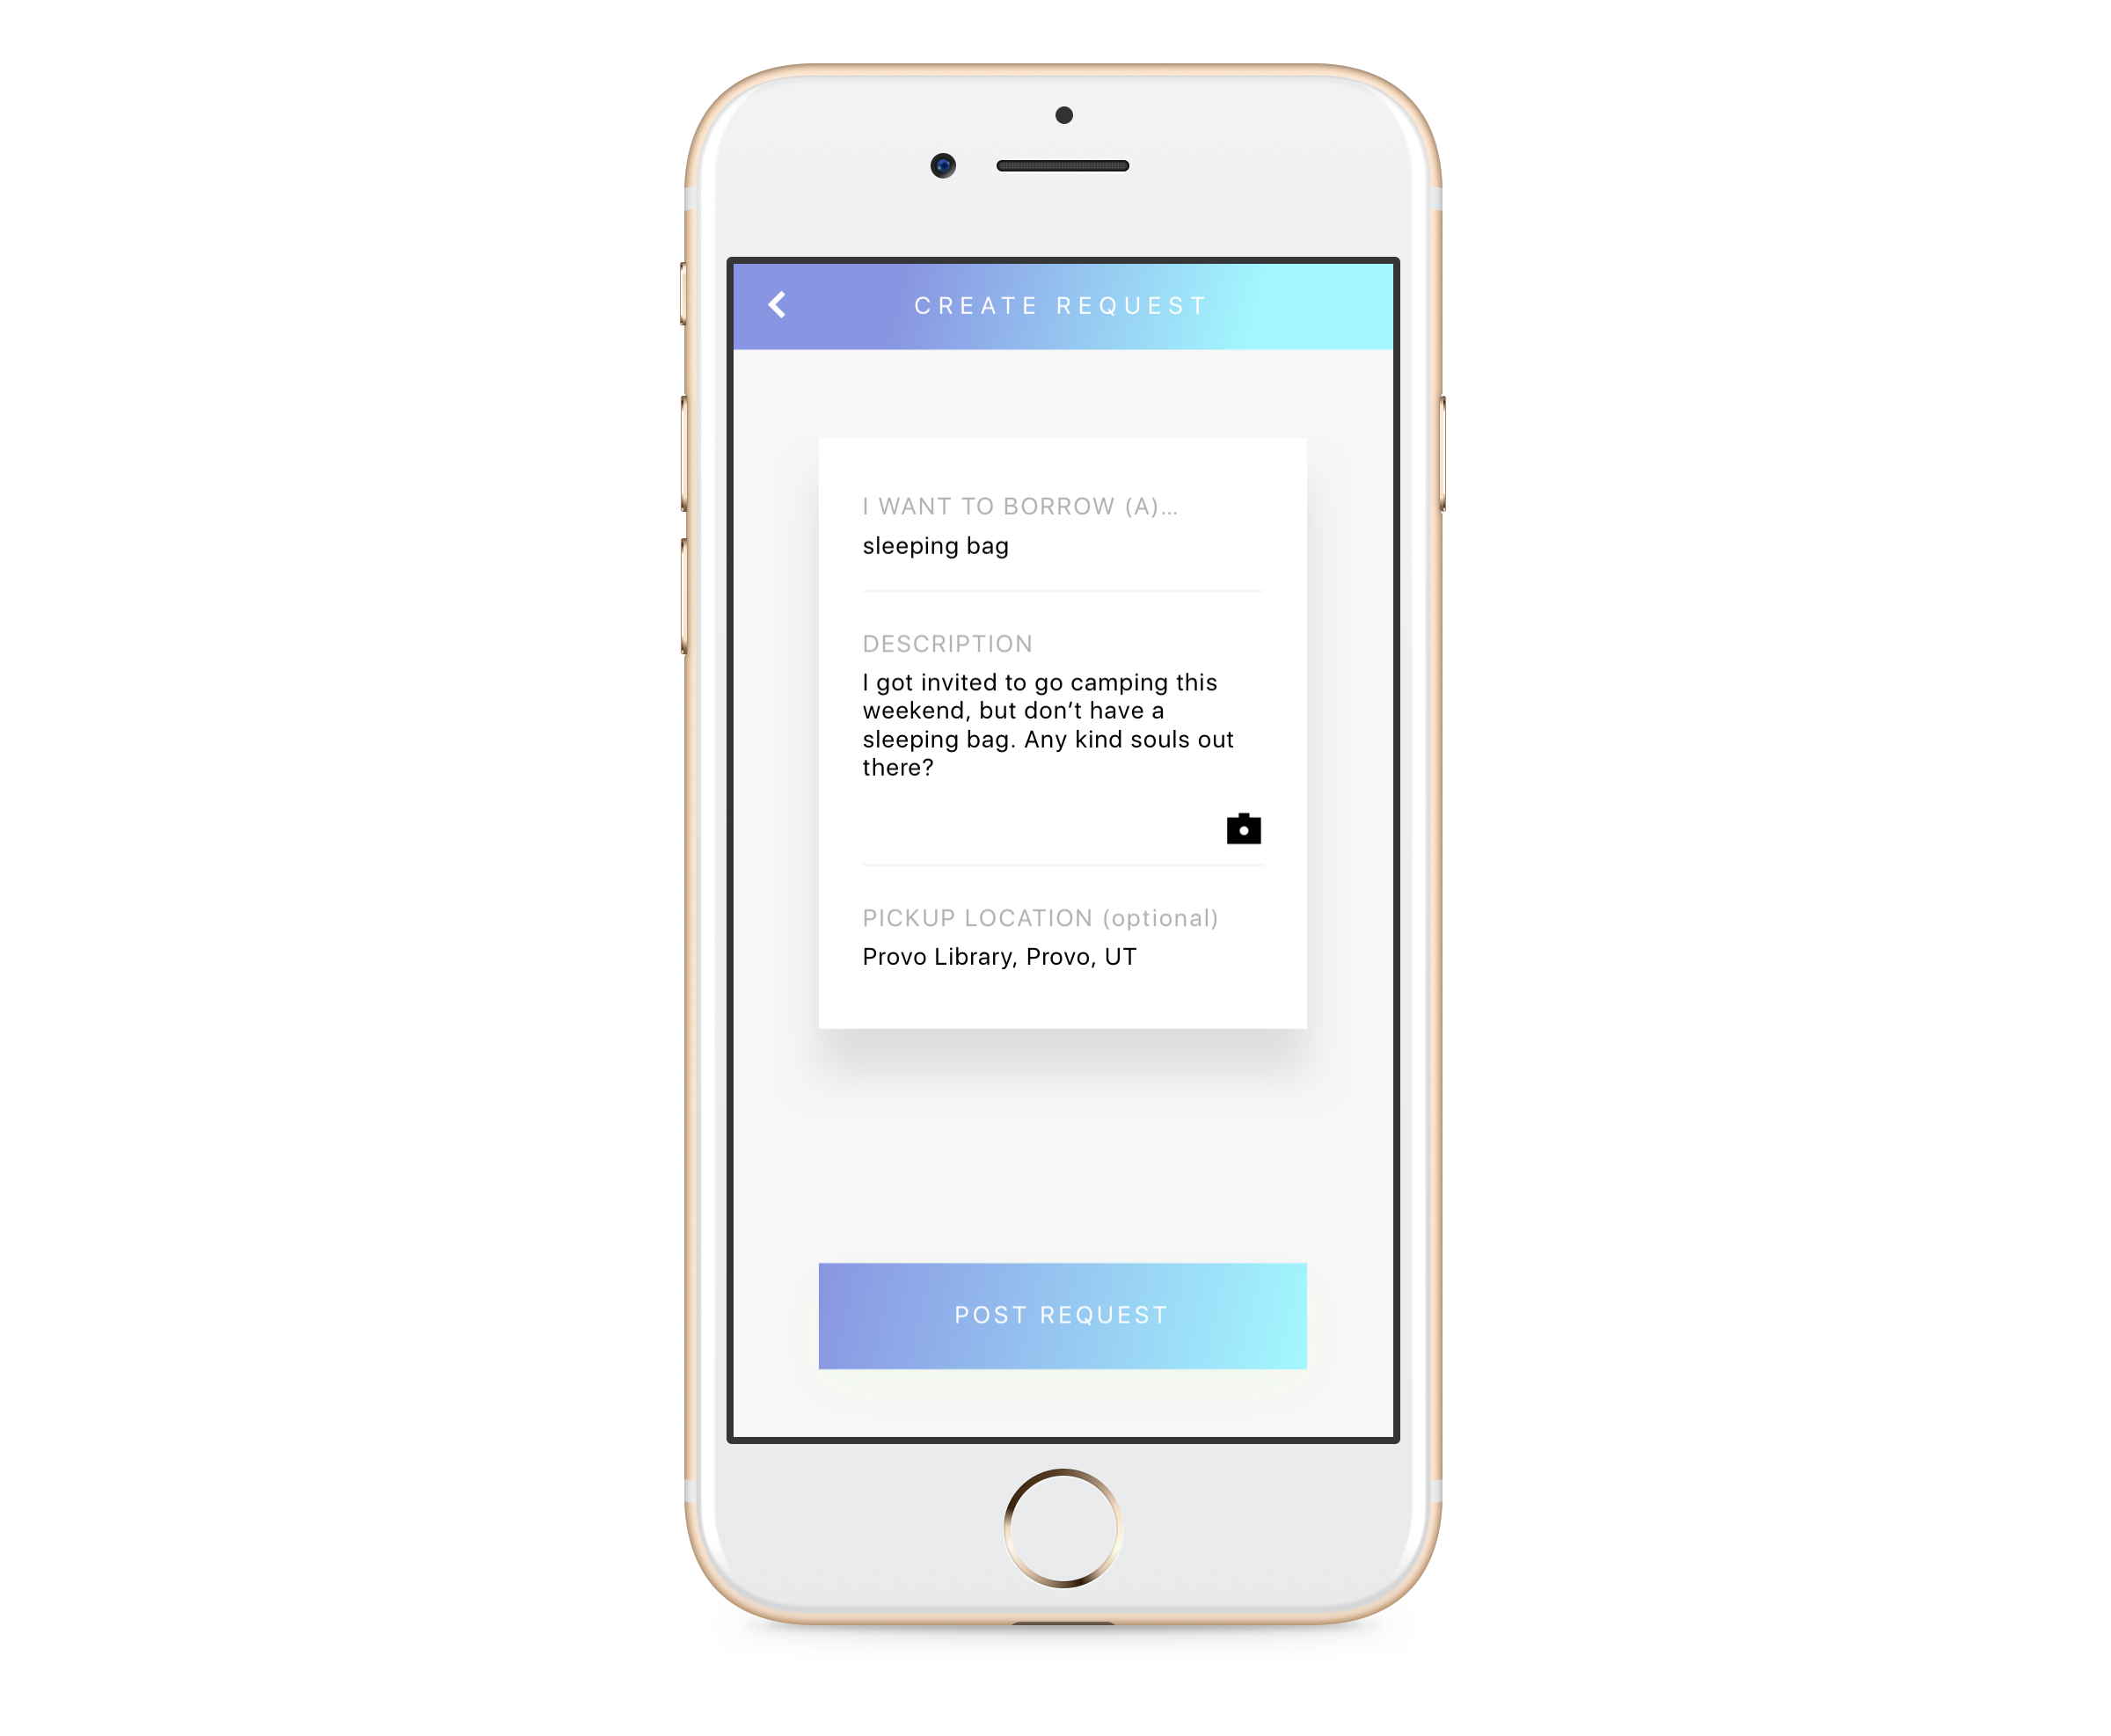 CREATE REQUEST
I WANT TO BORROW (A)...
sleeping bag
DESCRIPTION
I got invited to go camping this
weekend, but don’t have a
sleeping bag. Any kind souls out
there?
PICKUP LOCATION (optional)
Provo Library, Provo, UT
POST REQUEST